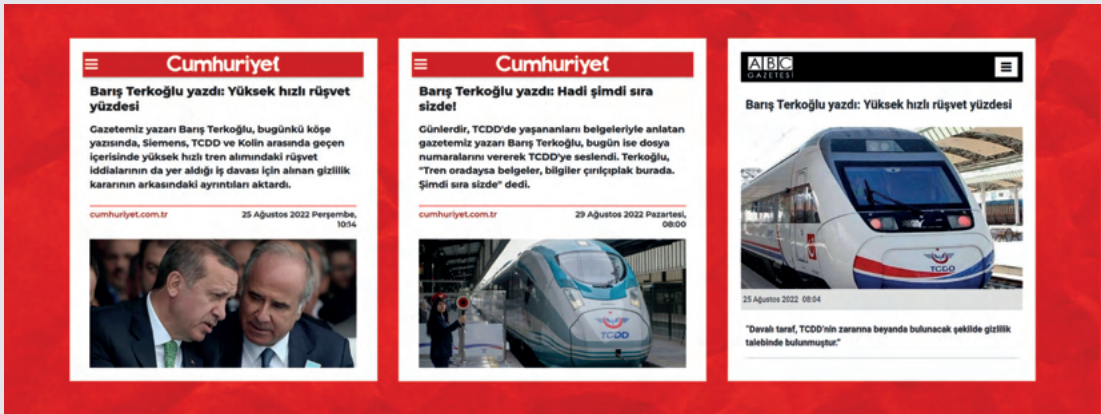 Cumhuriyet
Barış Terkoğlu yazdı: Yüksek hızlı rüşvet
yüzdesi
Gazetemiz yazarı Barış Terkoğlu, bugünkü köşe
yazısında, Siemens, TCDD ve Kolin arasında geçen
içerisinde yüksek hızlı tren alımındaki rüşvet
iddialarının da yer aldığı iş davası için alınan gizlilik
kararının arkasındaki ayrıntıları aktardı.
cumhuriyet.com.tr
25 Ağustos 2022 Perşembe,
10:14
Cumhuriyet
Barış Terkoğlu yazdı: Hadi şimdi sıra
sizde!
Günlerdir, TCDD'de yaşananları belgeleriyle anlatan
gazetemiz yazarı Barış Terkoğlu, bugün ise dosya
numaralarını vererek TCDD'ye seslendi. Terkoğlu,
"Tren oradaysa belgeler, bilgiler çırılçıplak burada.
Şimdi sıra sizde" dedi.
cumhuriyet.com.tr
29 Ağustos 2022 Pazartesi,
08:00
TCDD
ABC
GAZETESİ
Barış Terkoğlu yazdı: Yüksek hızlı rüşvet yüzdesi
TCDD
25 Ağustos 2022 08:04
"Davalı taraf, TCDD'nin zararına beyanda bulunacak şekilde gizlilik
talebinde bulunmuştur."